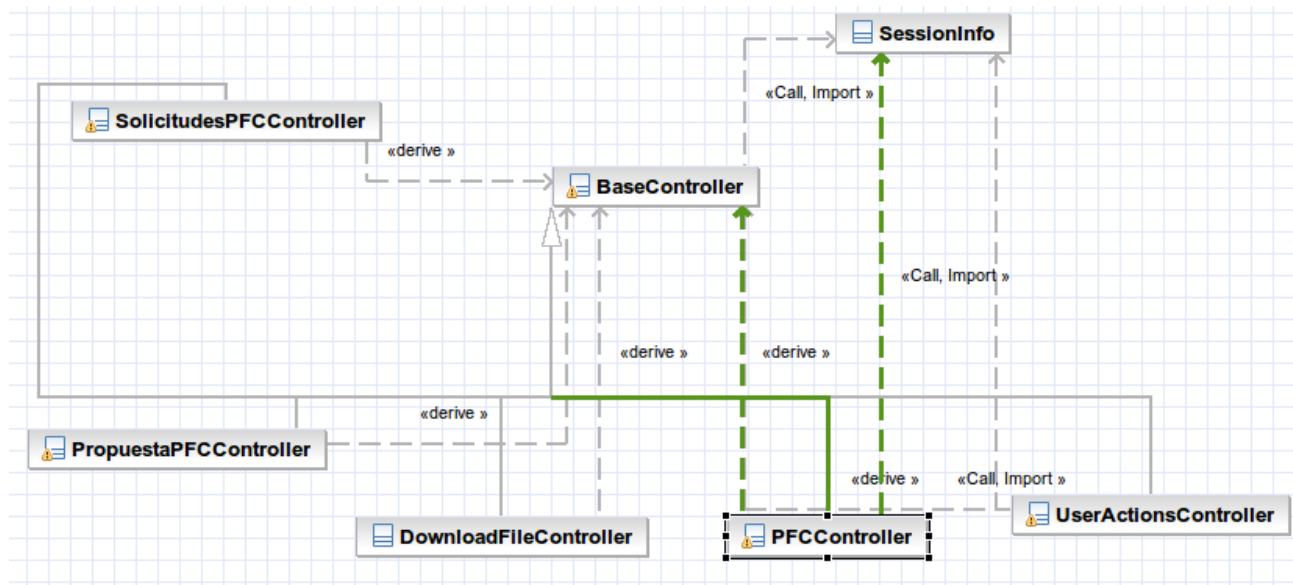 SessionInfo
«Call, Import »
SolicitudesPFCController
«derive »
BaseController
«Call, Import »
«derive »
«derive »
«derive »
PropuestaPFCController
«derive »
«Call, Import »
UserActionsController
DownloadFileController
PFCController